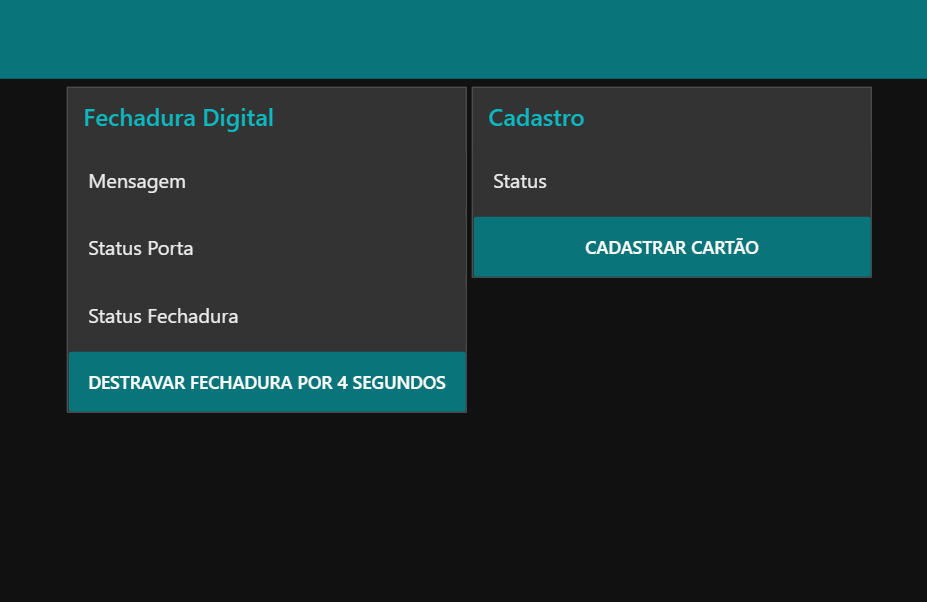 Fechadura Digital
Mensagem
Status Porta
Status Fechadura
DESTRAVAR FECHADURA POR 4 SEGUNDOS
Cadastro
Status
CADASTRAR CARTÃO